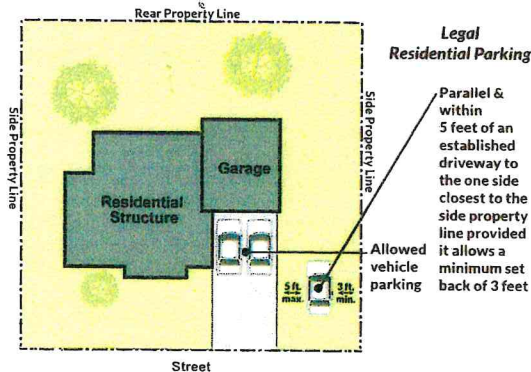 Rear Property Line
Legal
Residential Parking
Side Property Line
Side Property Line
Parallel &
within
5 feet of an
established
driveway to
the one side
closest to the
side property
line provided
it allows a
minimum set
back of 3 feet
Garage
Residential
Structure
Allowed
vehicle
parking
5 ft.
max.
3 ft.
min.
Street